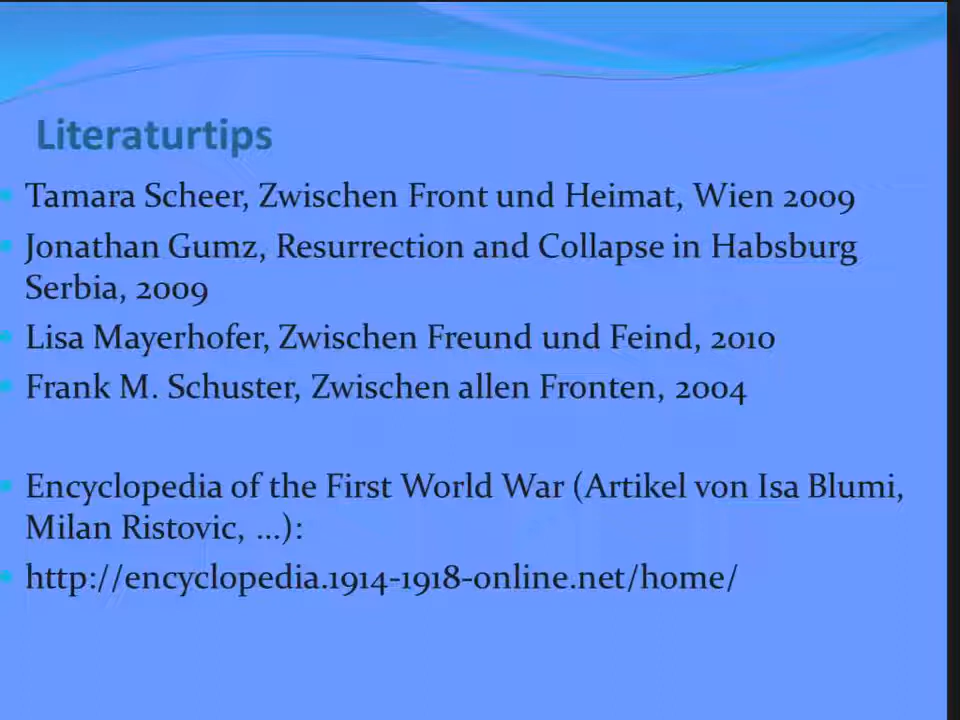 Literaturtips
Tamara Scheer, Zwischen Front und Heimat, Wien 2009
Jonathan Gumz, Resurrection and Collapse in Habsburg
Serbia, 2009
Lisa Mayerhofer, Zwischen Freund und Feind, 2010
Frank M. Schuster, Zwischen allen Fronten, 2004
Encyclopedia of the First World War (Artikel von Isa Blumi,
Milan Ristovic, ...):
http://encyclopedia.1914-1918-online.net/home/